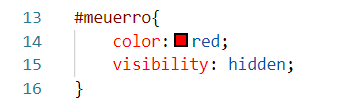 13 #meuerro{
14 color: red;
15 visibility: hidden;
16 }